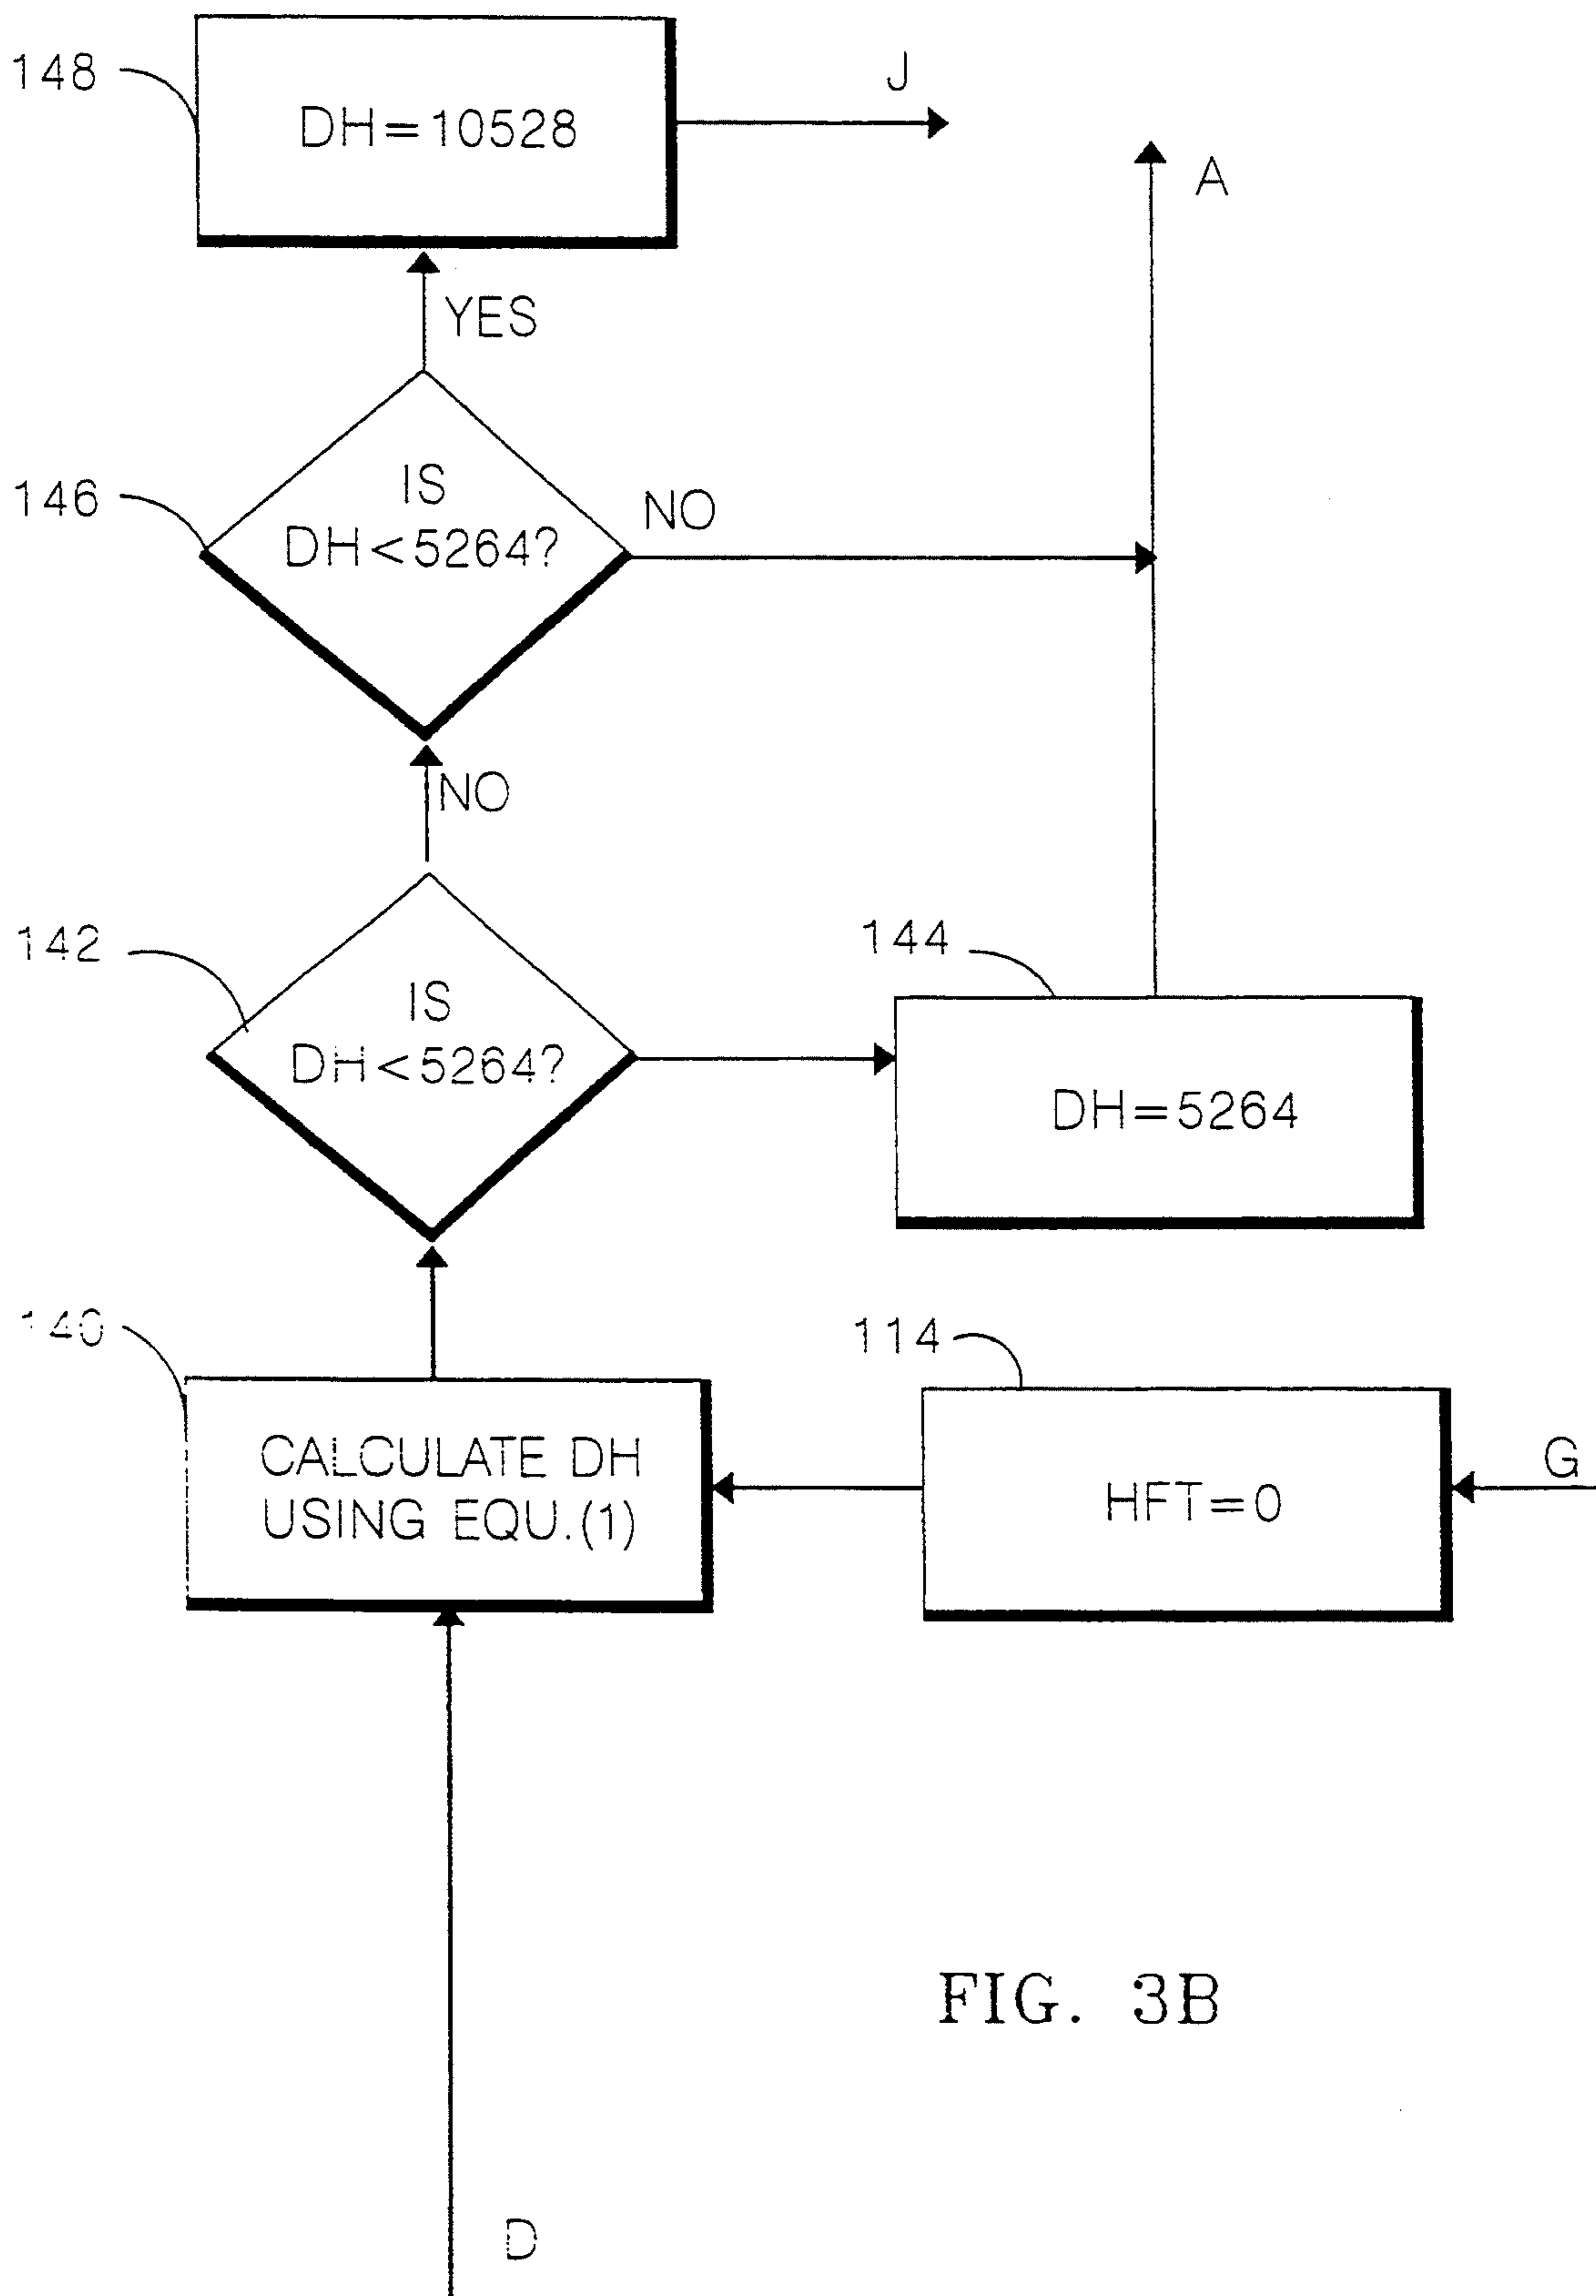 148
DH=10528
J
A
YES
146
IS
DH<5264?
NO
NO
142
IS
DH<5264?
144
DH=5264
140
CALCULATE DH
USING EQU.(1)
114
HFT=0
G
FIG. 3B
D